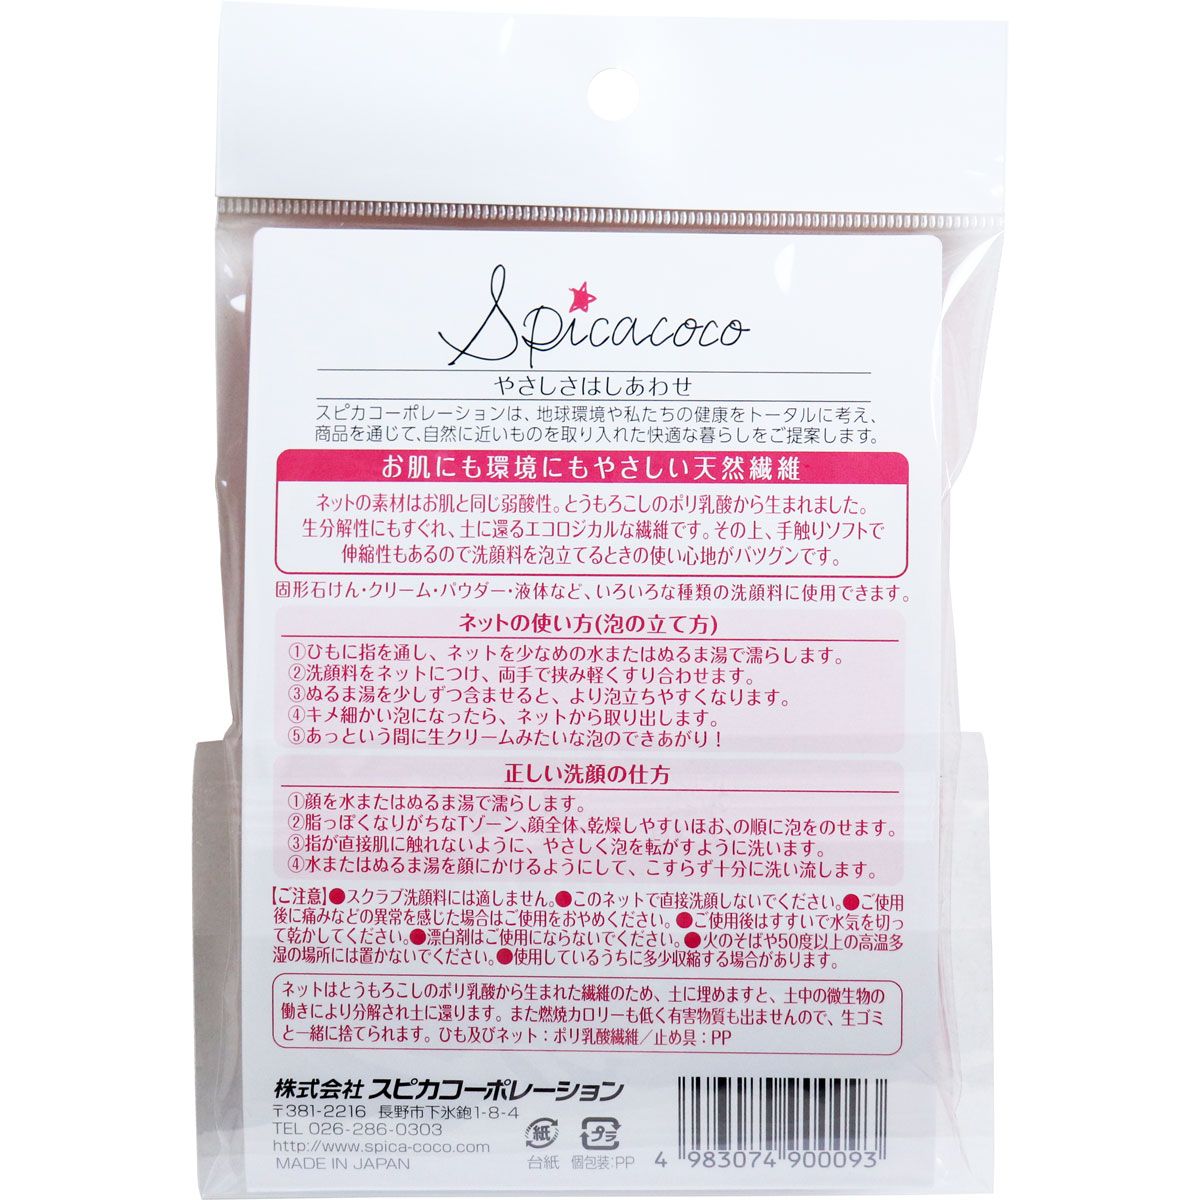 Spicacoco
やさしさはしあわせ
スピカコーポレーションは、地球環境や私たちの健康をトータルに考え、
商品を通じて、自然に近いものを取り入れた快適な暮らしをご提案します。
お肌にも環境にもやさしい天然繊維
ネットの素材はお肌と同じ弱酸性。とうもろこしのポリ乳酸から生まれました。
生分解性にもすぐれ、土に還るエコロジカルな繊維です。その上、手触りソフトで
伸縮性もあるので洗顔料を泡立てるときの使い心地がバツグンです。
固形石けん・クリーム・パウダー・液体など、いろいろな種類の洗顔料に使用できます。
ネットの使い方(泡の立て方)
①ひもに指を通し、ネットを少なめの水またはぬるま湯で濡らします。
②洗顔料をネットにつけ、両手で挟み軽くすり合わせます。
③ぬるま湯を少しずつ含ませると、より泡立ちやすくなります。
④キメ細かい泡になったら、ネットから取り出します。
⑤あっという間に生クリームみたいな泡のできあがり！
正しい洗顔の仕方
①顔を水またはぬるま湯で濡らします。
②脂っぽくなりがちなTゾーン、顔全体、乾燥しやすいほお、の順に泡をのせます。
③指が直接肌に触れないように、やさしく泡を転がすように洗います。
④水またはぬるま湯を顔にかけるようにして、こすらず十分に洗い流します。
【ご注意】●スクラブ洗顔料には適しません。●このネットで直接洗顔しないでください。●ご使用
後に痛みなどの異常を感じた場合はご使用をおやめください。●ご使用後はすすいで水気を切っ
て乾かしてください。●漂白剤はご使用にならないでください。●火のそばや50度以上の高温多
湿の場所には置かないでください。●使用しているうちに多少収縮する場合があります。
ネットはとうもろこしのポリ乳酸から生まれた繊維のため、土に埋めますと、土中の微生物の
働きにより分解され土に還ります。また燃焼カロリーも低く有害物質も出ませんので、生ゴミ
と一緒に捨てられます。ひも及びネット：ポリ乳酸繊維／止め具：PP
株式会社 スピカコーポレーション
〒381-2216 長野市下氷鉋1-8-4
TEL 026-286-0303
http://www.spica-coco.com
MADE IN JAPAN
紙
台紙
プラ
個包装:PP
4 983074 900093